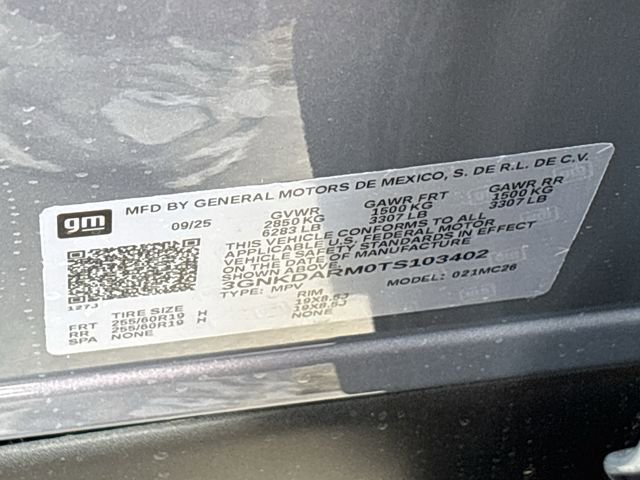 MFD BY GENERAL MOTORS DE MEXICO, S. DE R.L. DE C.V.
gm
09/25
GVWR GAWR FRT GAWR RR
2850 KG 1500 KG 1500 KG
6283 LB 3307 LB 3307 LB
THIS VEHICLE CONFORMS TO ALL
APPLICABLE U.S. FEDERAL MOTOR
VEHICLE SAFETY STANDARDS IN EFFECT
ON THE DATE OF MANUFACTURE
SHOWN ABOVE.
3GNKDARM0TS103402
TYPE: MPV MODEL: 021MC26
127J
TIRE SIZE RIM
FRT 255/60R19 H 19X8.5J
RR 255/60R19 H 19X8.5J
SPA NONE NONE